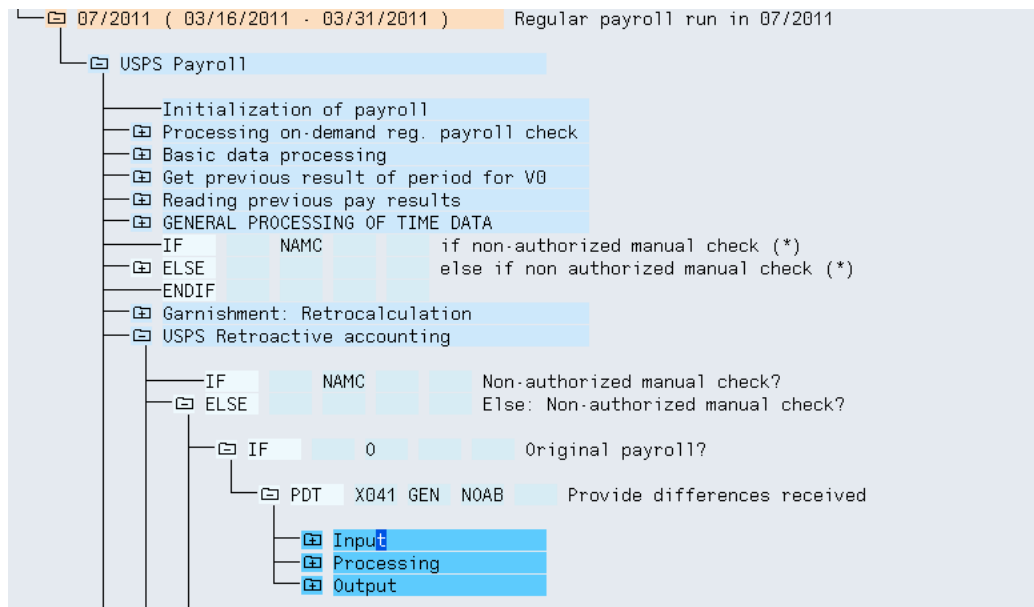 07/2011 ( 03/16/2011 - 03/31/2011 ) Regular payroll run in 07/2011
USPS Payroll
Initialization of payroll
Processing on-demand reg. payroll check
Basic data processing
Get previous result of period for V0
Reading previous pay results
GENERAL PROCESSING OF TIME DATA
IF NAMC if non-authorized manual check (*)
ELSE else if non authorized manual check (*)
ENDIF
Garnishment: Retrocalculation
USPS Retroactive accounting
IF NAMC Non-authorized manual check?
ELSE Else: Non-authorized manual check?
IF O Original payroll?
PDT X041 GEN NOAB Provide differences received
Input
Processing
Output